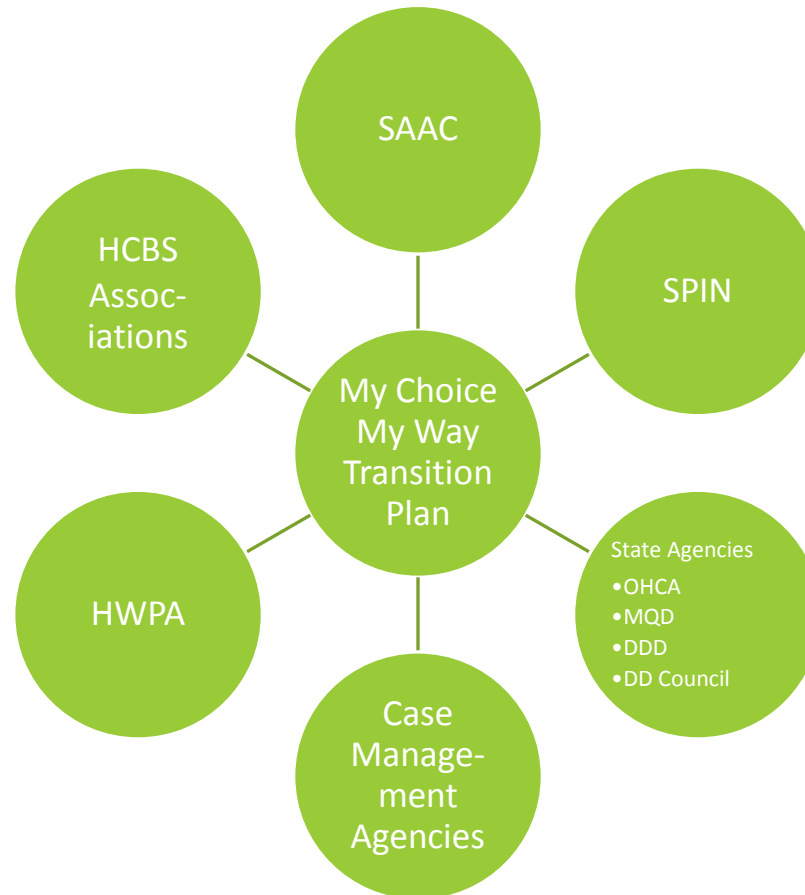 SAAC
HCBS
Assoc-
iations
SPIN
My Choice
My Way
Transition
Plan
HWPA
State Agencies
•OHCA
•MQD
•DDD
•DD Council
Case
Manage-
ment
Agencies